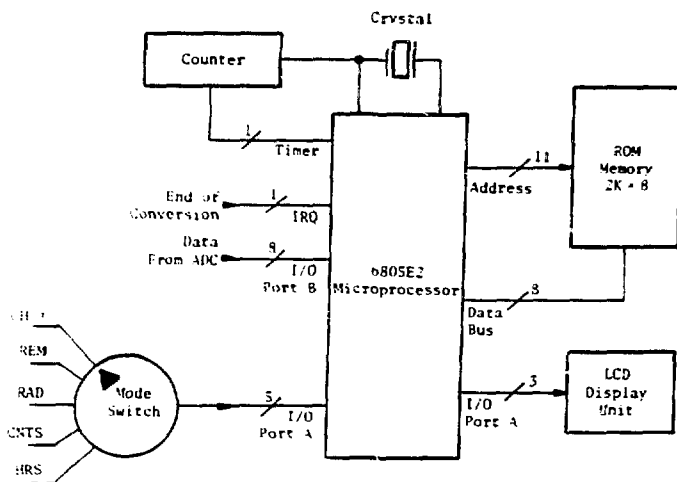 Crystal
Counter
1
Timer
11
Address
ROM
Memory
2K × 8
End of
Conversion
1
IRQ
Data
From ADC
8
I/O
Port B
6805E2
Microprocessor
8
Data
Bus
REM
RAD
CNTS
HRS
Mode
Switch
5
I/O
Port A
3
I/O
Port A
LCD
Display
Unit